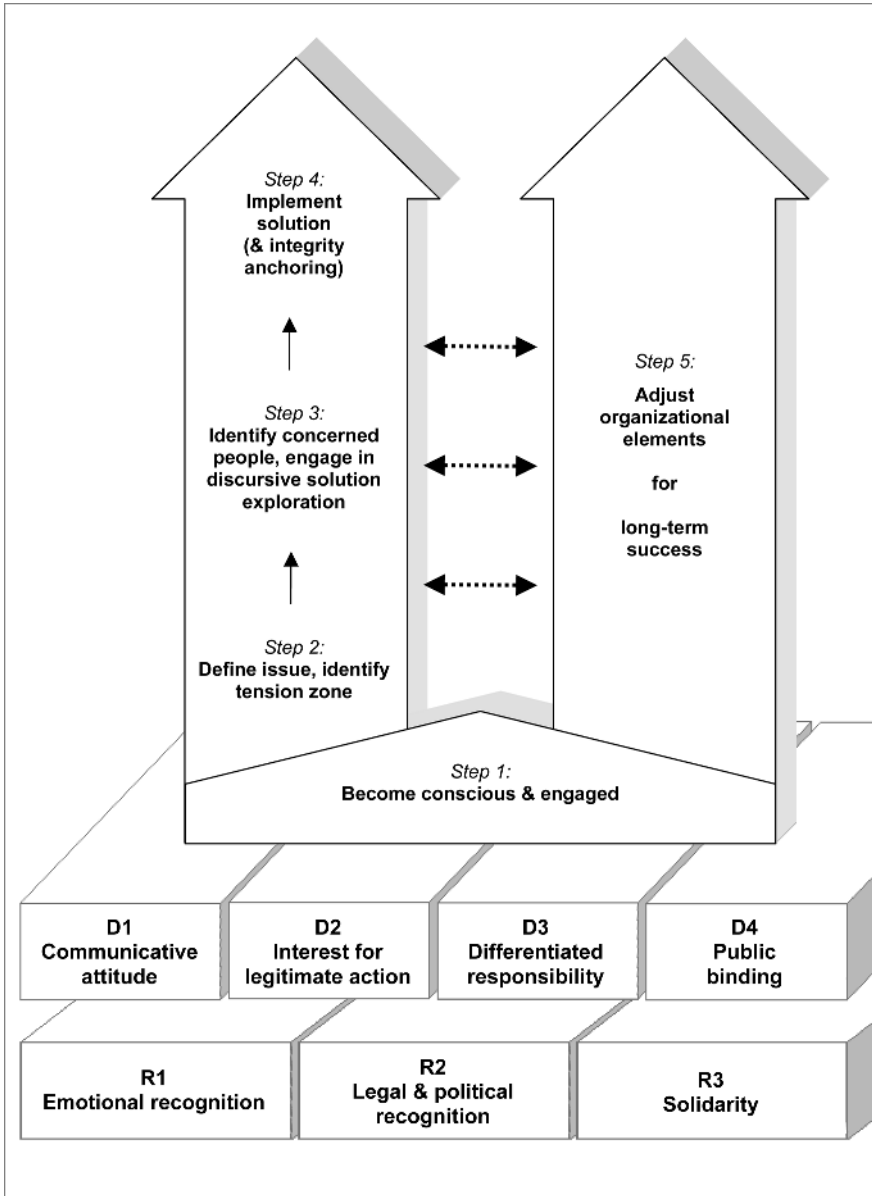 Step 4:
Implement
solution
(& integrity
anchoring)
Step 3:
Identify concerned
people, engage in
discursive solution
exploration
Step 2:
Define issue, identify
tension zone
Step 5:
Adjust
organizational
elements
for
long-term
success
Step 1:
Become conscious & engaged
D1
Communicative
attitude
D2
Interest for
legitimate action
D3
Differentiated
responsibility
D4
Public
binding
R1
Emotional recognition
R2
Legal & political
recognition
R3
Solidarity